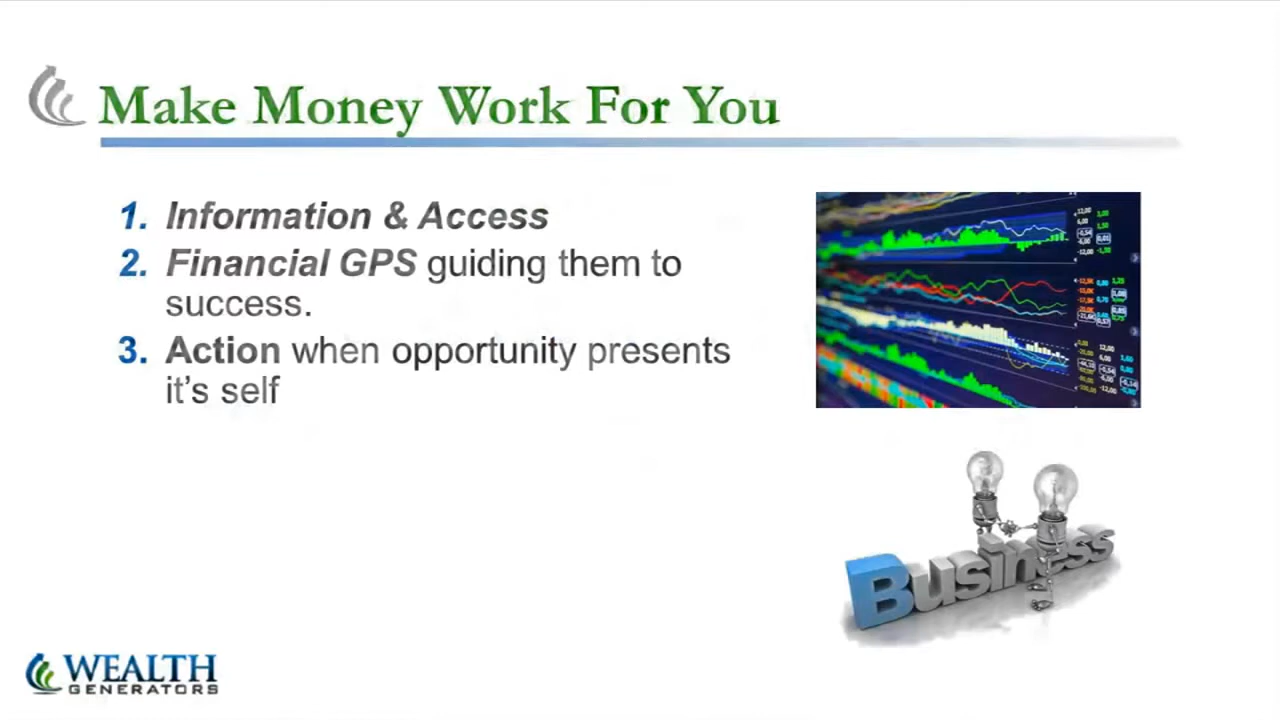 Make Money Work For You
1. Information & Access
2. Financial GPS guiding them to
success.
3. Action when opportunity presents
it's self
Business
WEALTH
GENERATORS